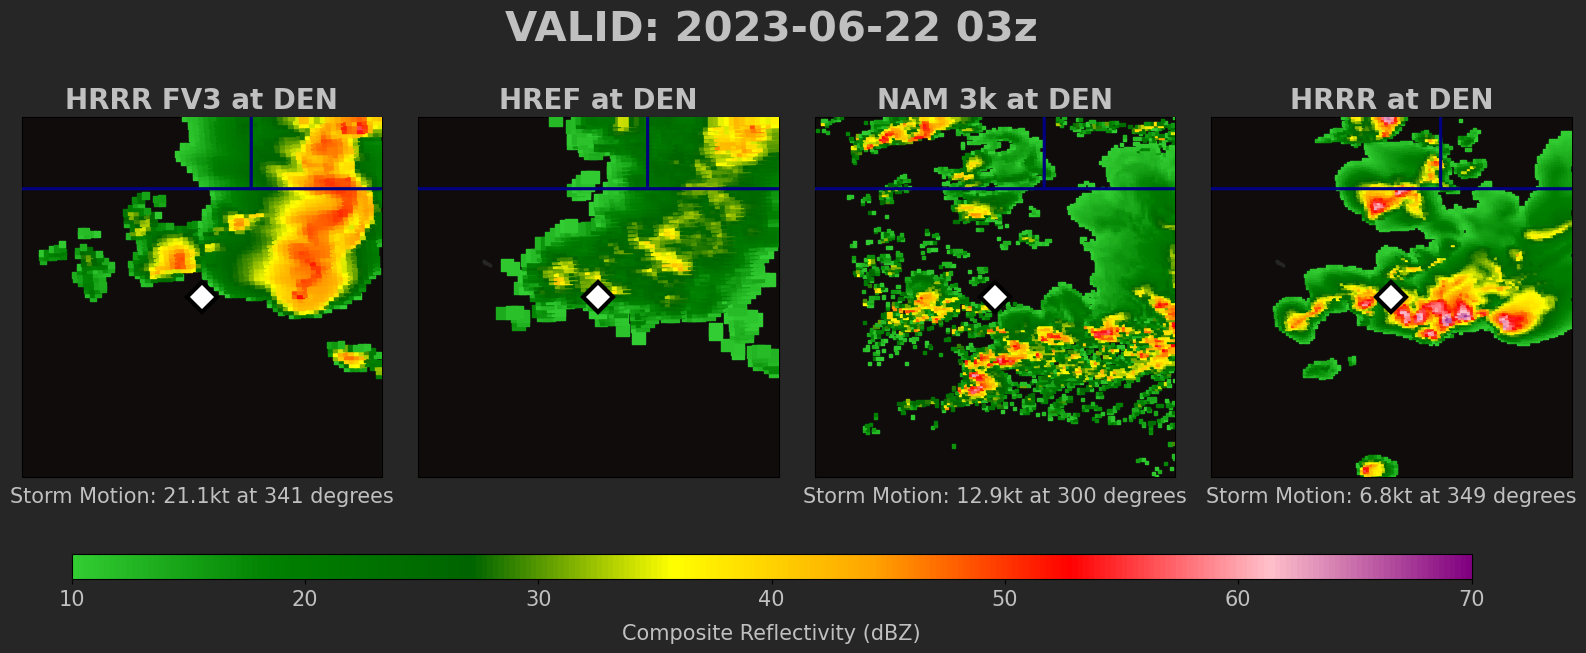 VALID: 2023-06-22 03z
HRRR FV3 at DEN
HREF at DEN
NAM 3k at DEN
HRRR at DEN
Storm Motion: 21.1kt at 341 degrees
Storm Motion: 12.9kt at 300 degrees
Storm Motion: 6.8kt at 349 degrees
10 20 30 40 50 60 70
Composite Reflectivity (dBZ)